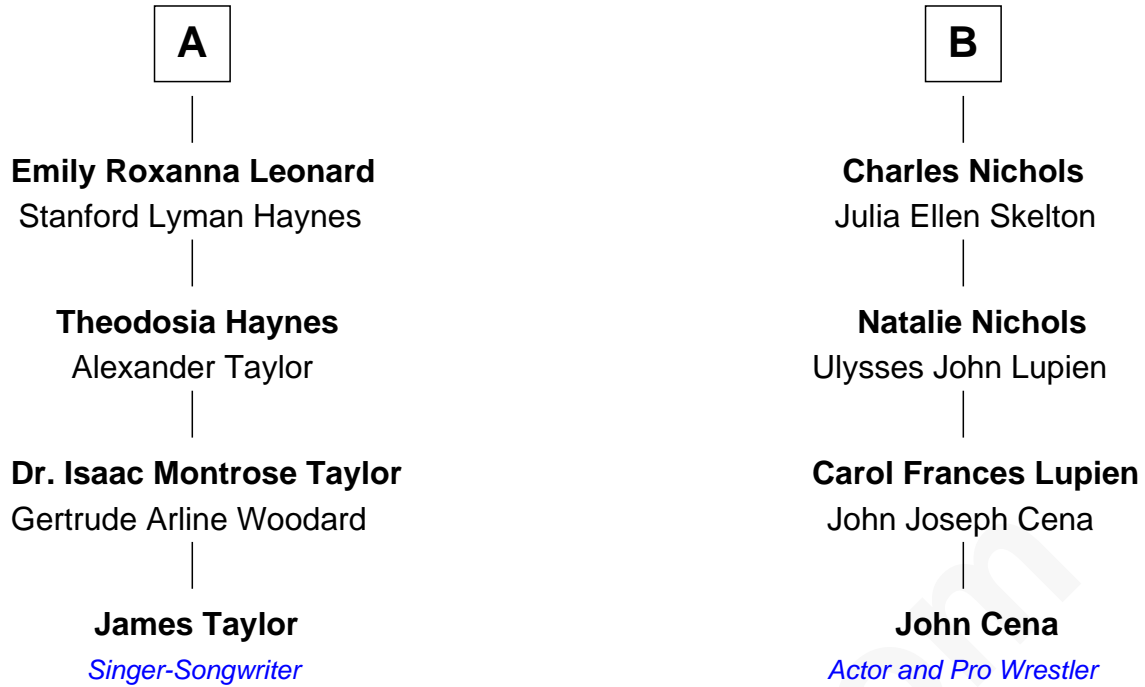 A
Emily Roxanna Leonard
Stanford Lyman Haynes
Theodosia Haynes
Alexander Taylor
Dr. Isaac Montrose Taylor
Gertrude Arline Woodard
James Taylor
Singer-Songwriter
B
Charles Nichols
Julia Ellen Skelton
Natalie Nichols
Ulysses John Lupien
Carol Frances Lupien
John Joseph Cena
John Cena
Actor and Pro Wrestler